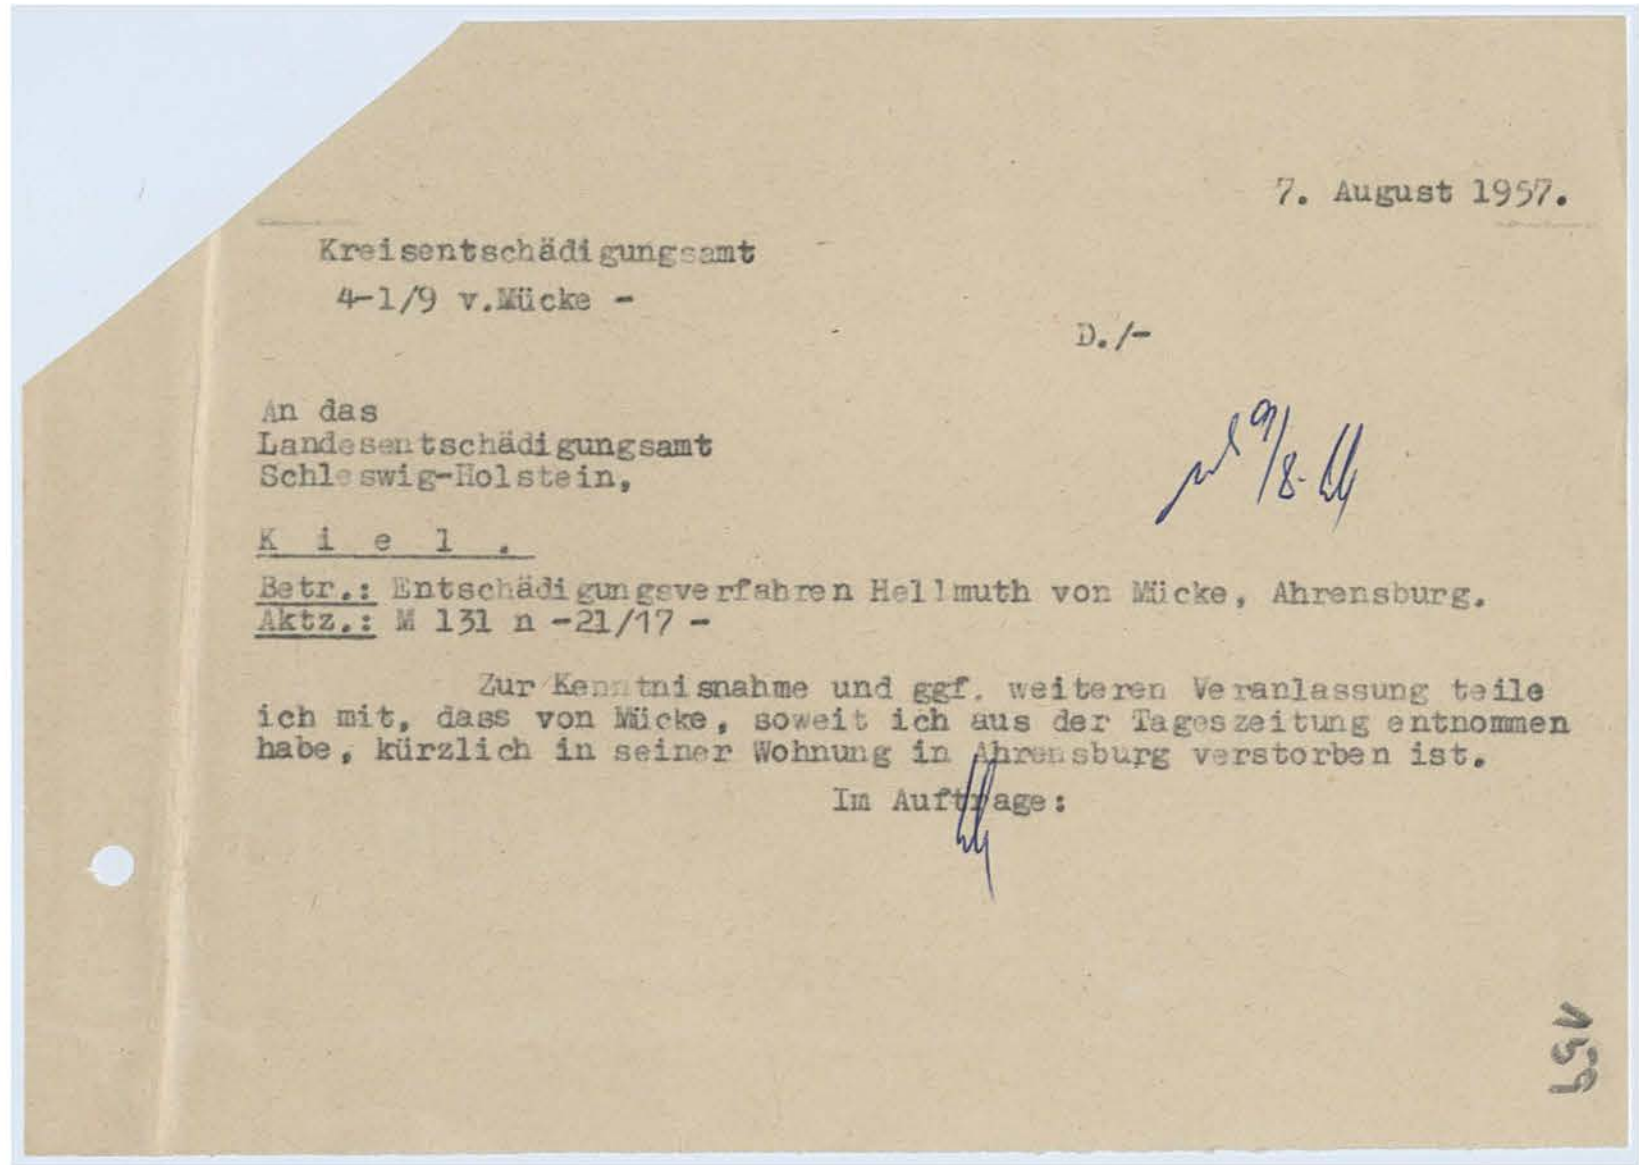 7. August 1957.
Kreisentschädigungsamt
4-1/9 v.Mücke -
D./-
An das
Landesentschädigungsamt
Schleswig-Holstein,
9/8.
K i e l .
Betr.: Entschädigungsverfahren Hellmuth von Mücke, Ahrensburg.
Aktz.: M 131 n -21/17 -
Zur Kenntnisnahme und ggf. weiteren Veranlassung teile
ich mit, dass von Mücke, soweit ich aus der Tageszeitung entnommen
habe, kürzlich in seiner Wohnung in Ahrensburg verstorben ist.
Im Auftrage:
159